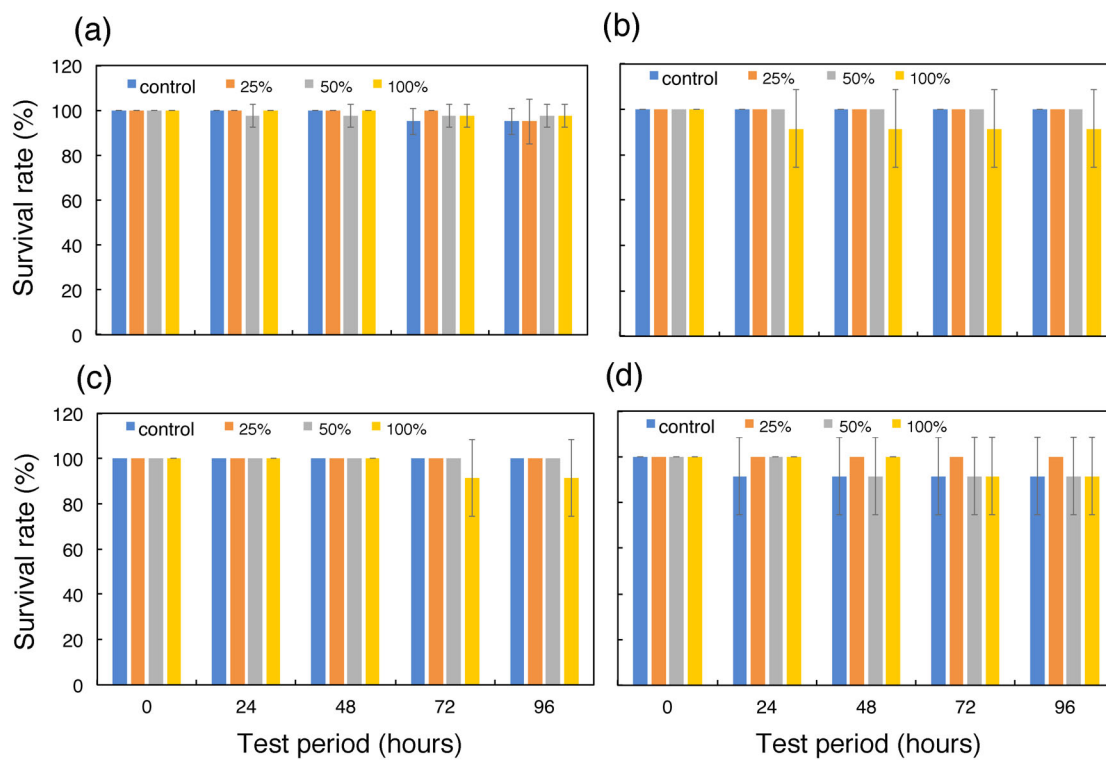 (a)
(b)
120
100
80
60
40
20
0
Survival rate (%)
control 25% 50% 100%
control 25% 50% 100%
(c)
(d)
120
100
80
60
40
20
0
Survival rate (%)
control 25% 50% 100%
control 25% 50% 100%
0 24 48 72 96
0 24 48 72 96
Test period (hours)
Test period (hours)